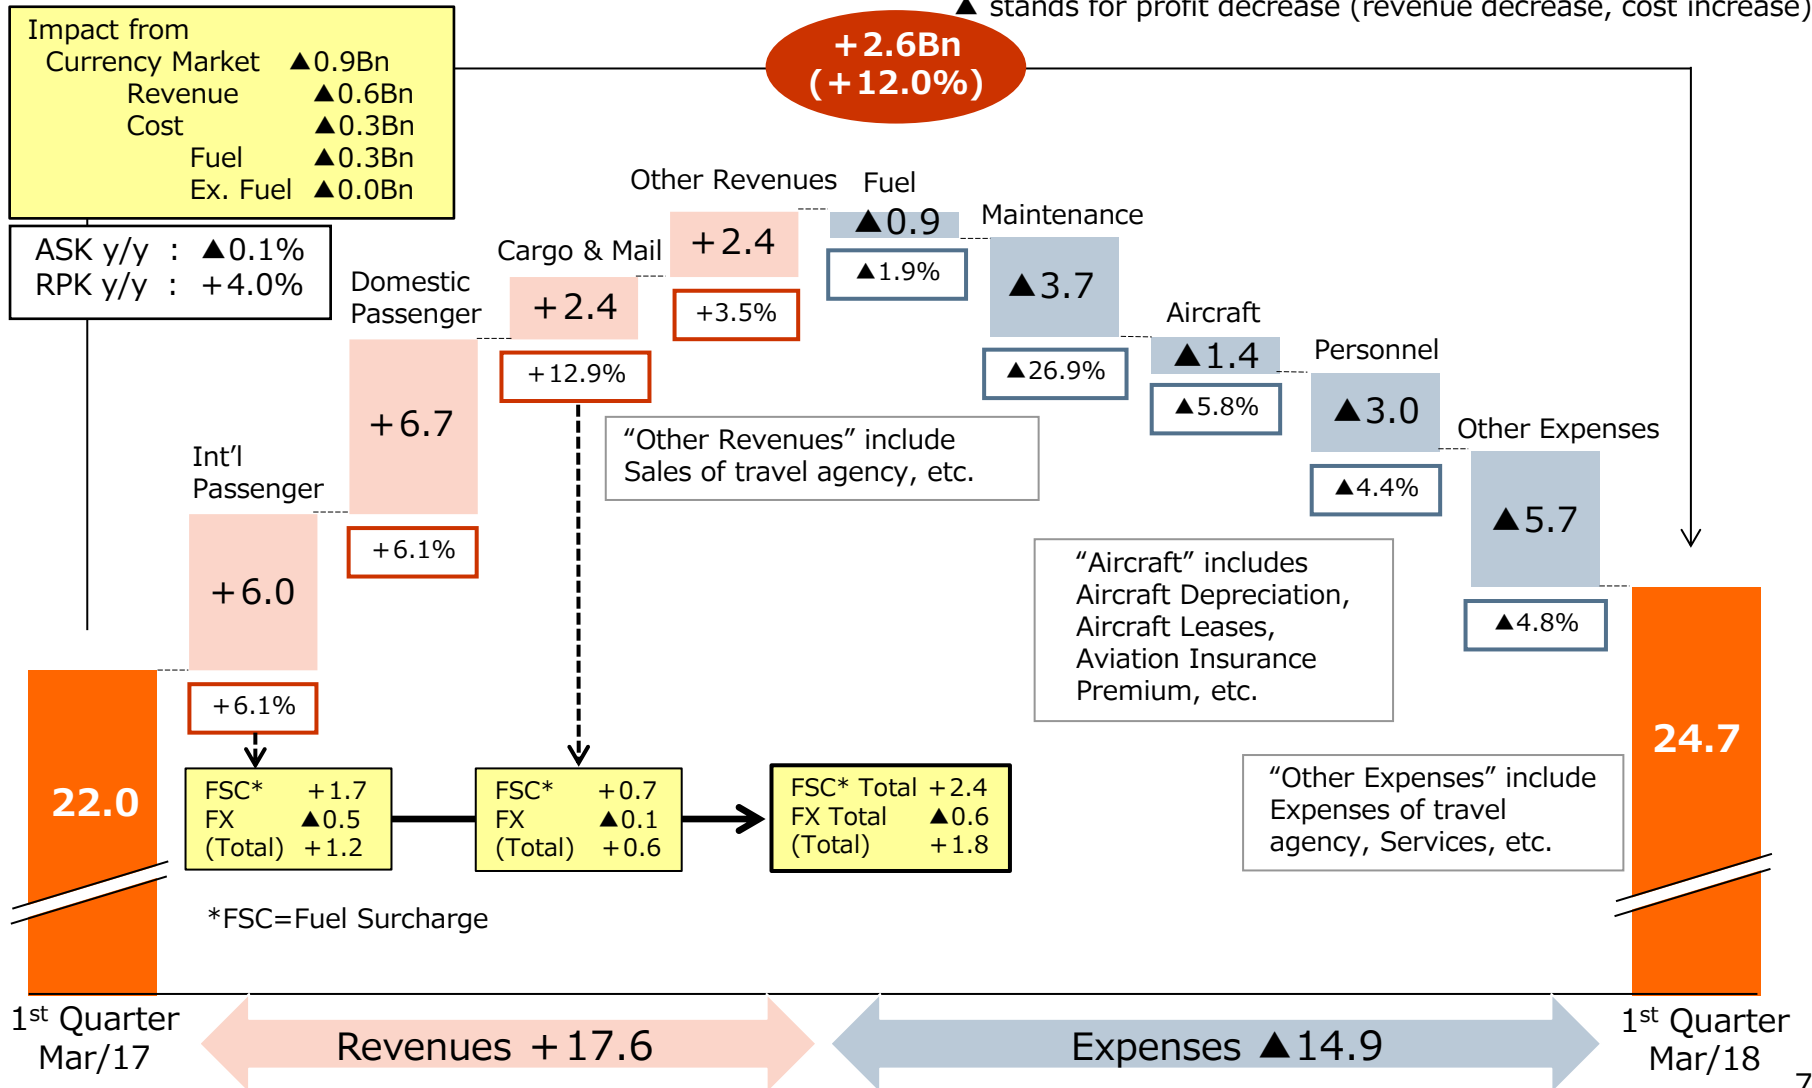 ▲ stands for profit decrease (revenue decrease, cost increase)
Impact from
Currency Market ▲0.9Bn
Revenue ▲0.6Bn
Cost ▲0.3Bn
Fuel ▲0.3Bn
Ex. Fuel ▲0.0Bn
+2.6Bn
(+12.0%)
ASK y/y : ▲0.1%
RPK y/y : +4.0%
Int’l
Passenger
+6.0
+6.1%
Domestic
Passenger
+6.7
+6.1%
Cargo & Mail
+2.4
+12.9%
Other Revenues
+2.4
+3.5%
Fuel
▲0.9
▲1.9%
Maintenance
▲3.7
▲26.9%
Aircraft
▲1.4
▲5.8%
Personnel
▲3.0
▲4.4%
Other Expenses
▲5.7
▲4.8%
“Other Revenues” include
Sales of travel agency, etc.
“Aircraft” includes
Aircraft Depreciation,
Aircraft Leases,
Aviation Insurance
Premium, etc.
“Other Expenses” include
Expenses of travel
agency, Services, etc.
22.0
24.7
FSC* +1.7
FX ▲0.5
(Total) +1.2
FSC* +0.7
FX ▲0.1
(Total) +0.6
FSC* Total +2.4
FX Total ▲0.6
(Total) +1.8
*FSC=Fuel Surcharge
1st Quarter
Mar/17
Revenues +17.6
Expenses ▲14.9
1st Quarter
Mar/18
7